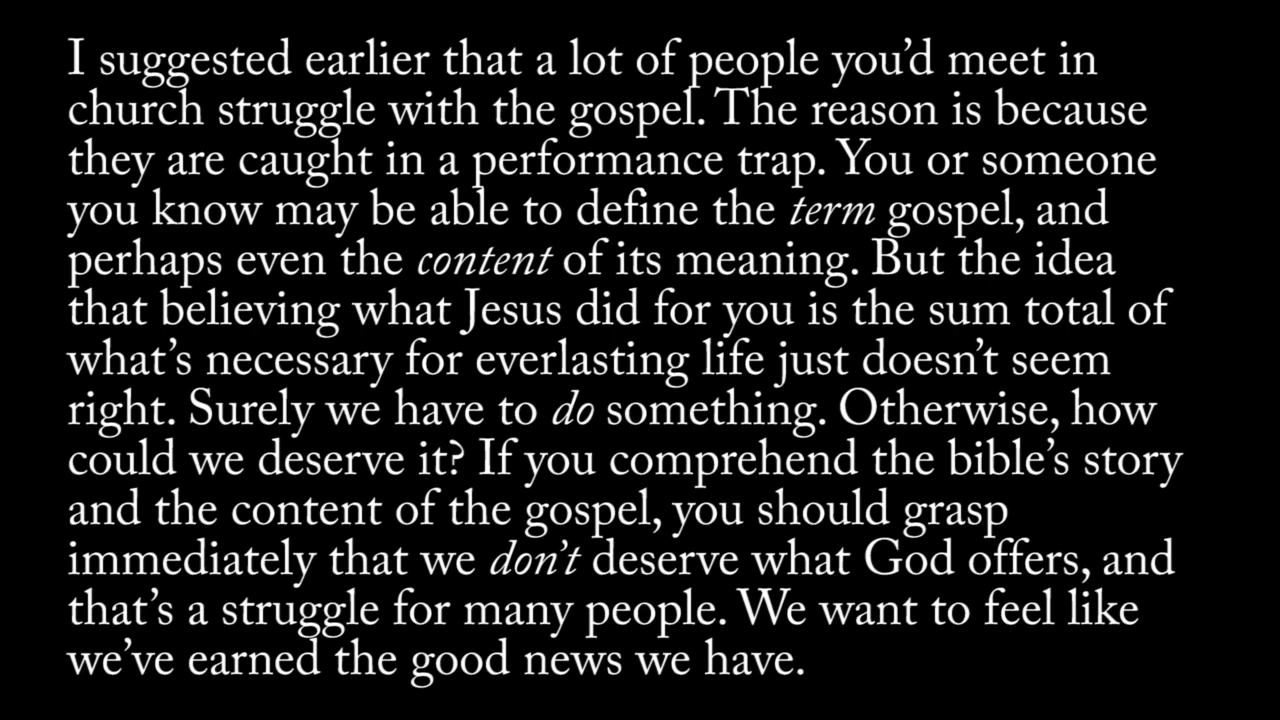 I suggested earlier that a lot of people you’d meet in
church struggle with the gospel. The reason is because
they are caught in a performance trap. You or someone
you know may be able to define the term gospel, and
perhaps even the content of its meaning. But the idea
that believing what Jesus did for you is the sum total of
what’s necessary for everlasting life just doesn’t seem
right. Surely we have to do something. Otherwise, how
could we deserve it? If you comprehend the bible’s story
and the content of the gospel, you should grasp
immediately that we don’t deserve what God offers, and
that’s a struggle for many people. We want to feel like
we’ve earned the good news we have.